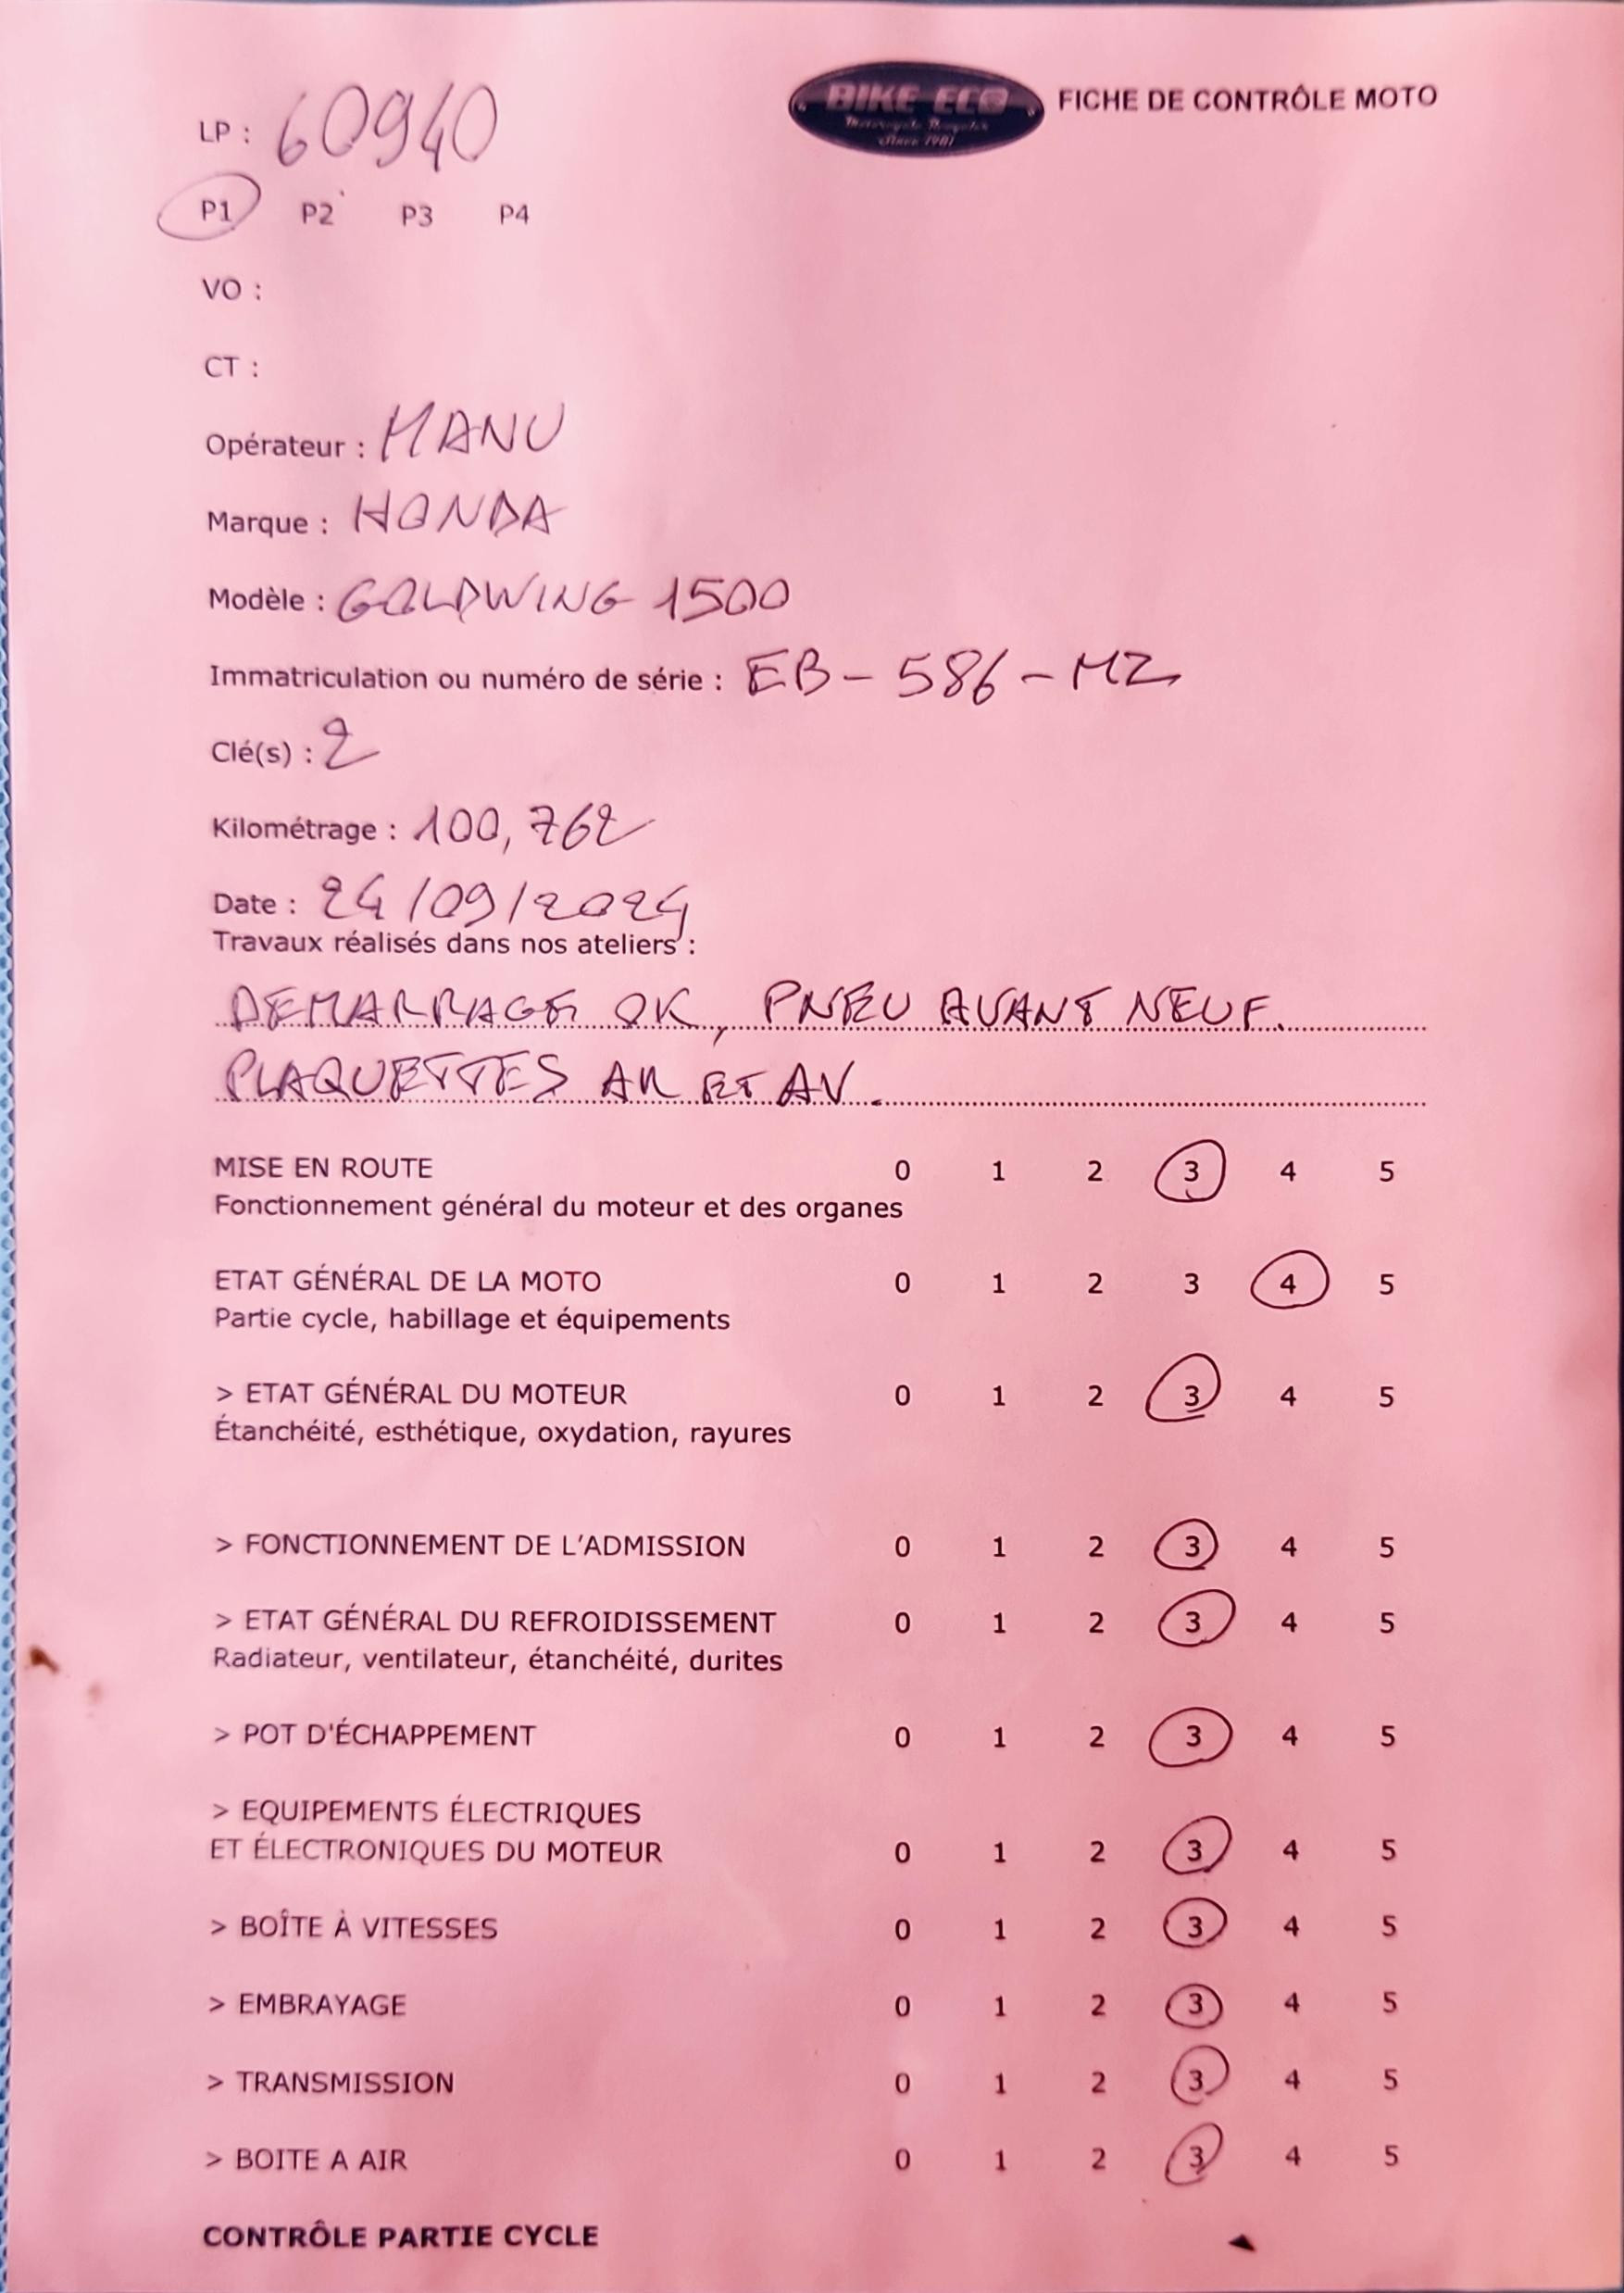 BIKE ECO
Since 1981
FICHE DE CONTRÔLE MOTO
LP : 60940
P1 P2 P3 P4
VO :
CT :
Opérateur : MANU
Marque : HONDA
Modèle : GOLDWING 1500
Immatriculation ou numéro de série : EB-586-MZ
Clé(s) : 2
Kilométrage : 100,762
Date : 24/09/2024
Travaux réalisés dans nos ateliers :
DEMARRAGE OK, PNEU AVANT NEUF.
PLAQUETTES AR ET AV.
MISE EN ROUTE 0 1 2 3 4 5
Fonctionnement général du moteur et des organes
ETAT GÉNÉRAL DE LA MOTO 0 1 2 3 4 5
Partie cycle, habillage et équipements
> ETAT GÉNÉRAL DU MOTEUR 0 1 2 3 4 5
Étanchéité, esthétique, oxydation, rayures
> FONCTIONNEMENT DE L'ADMISSION 0 1 2 3 4 5
> ETAT GÉNÉRAL DU REFROIDISSEMENT 0 1 2 3 4 5
Radiateur, ventilateur, étanchéité, durites
> POT D'ÉCHAPPEMENT 0 1 2 3 4 5
> EQUIPEMENTS ÉLECTRIQUES
ET ÉLECTRONIQUES DU MOTEUR 0 1 2 3 4 5
> BOÎTE À VITESSES 0 1 2 3 4 5
> EMBRAYAGE 0 1 2 3 4 5
> TRANSMISSION 0 1 2 3 4 5
> BOITE A AIR 0 1 2 3 4 5
CONTRÔLE PARTIE CYCLE